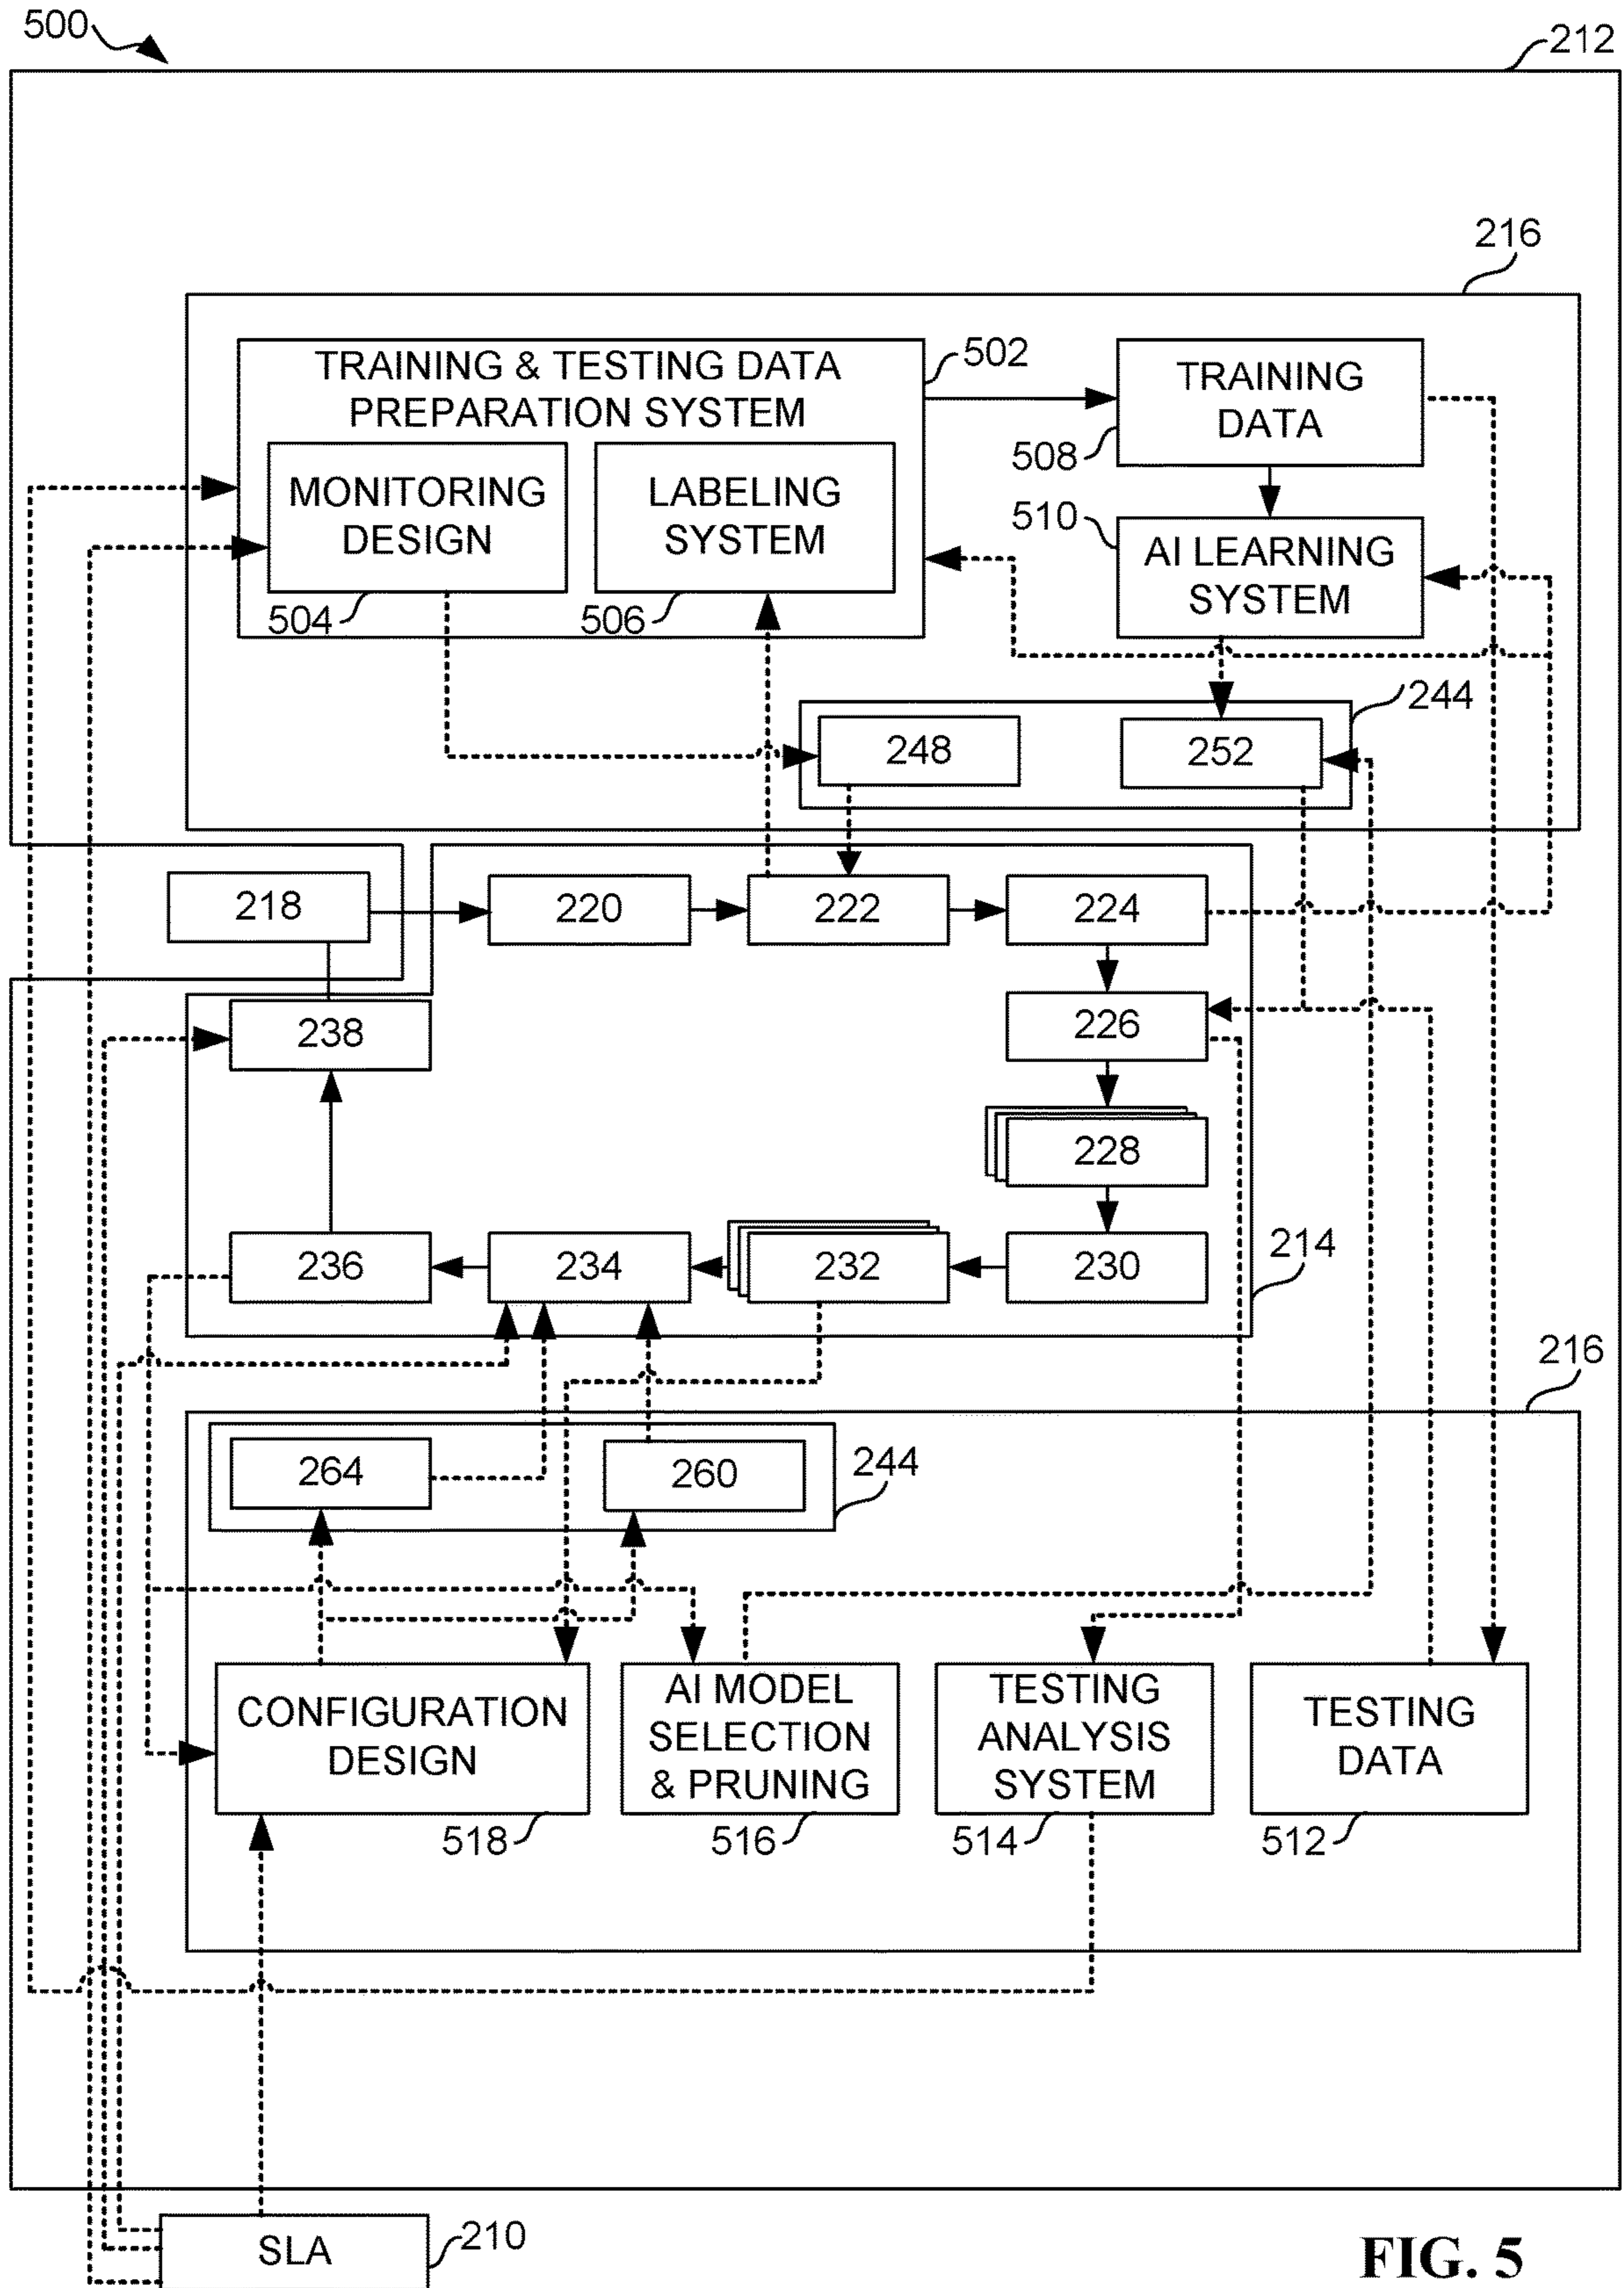 500
212
216
TRAINING & TESTING DATA
PREPARATION SYSTEM
502
TRAINING
DATA
508
MONITORING
DESIGN
504
LABELING
SYSTEM
506
510
AI LEARNING
SYSTEM
244
248
252
218
220
222
224
238
226
228
236
234
232
230
214
216
264
260
244
CONFIGURATION
DESIGN
518
AI MODEL
SELECTION
& PRUNING
516
TESTING
ANALYSIS
SYSTEM
514
TESTING
DATA
512
SLA
210
FIG. 5